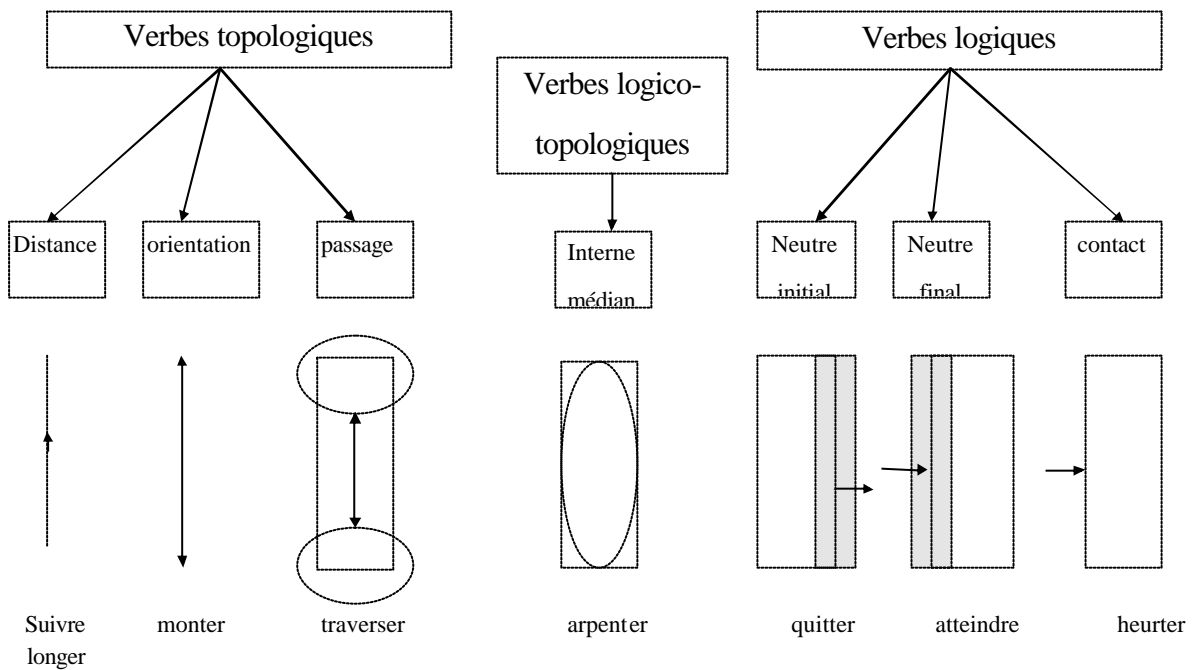 Verbes topologiques
Verbes logico-
topologiques
Verbes logiques
Distance
orientation
passage
Interne
médian
Neutre
initial
Neutre
final
contact
Suivre
longer
monter
traverser
arpenter
quitter
atteindre
heurter